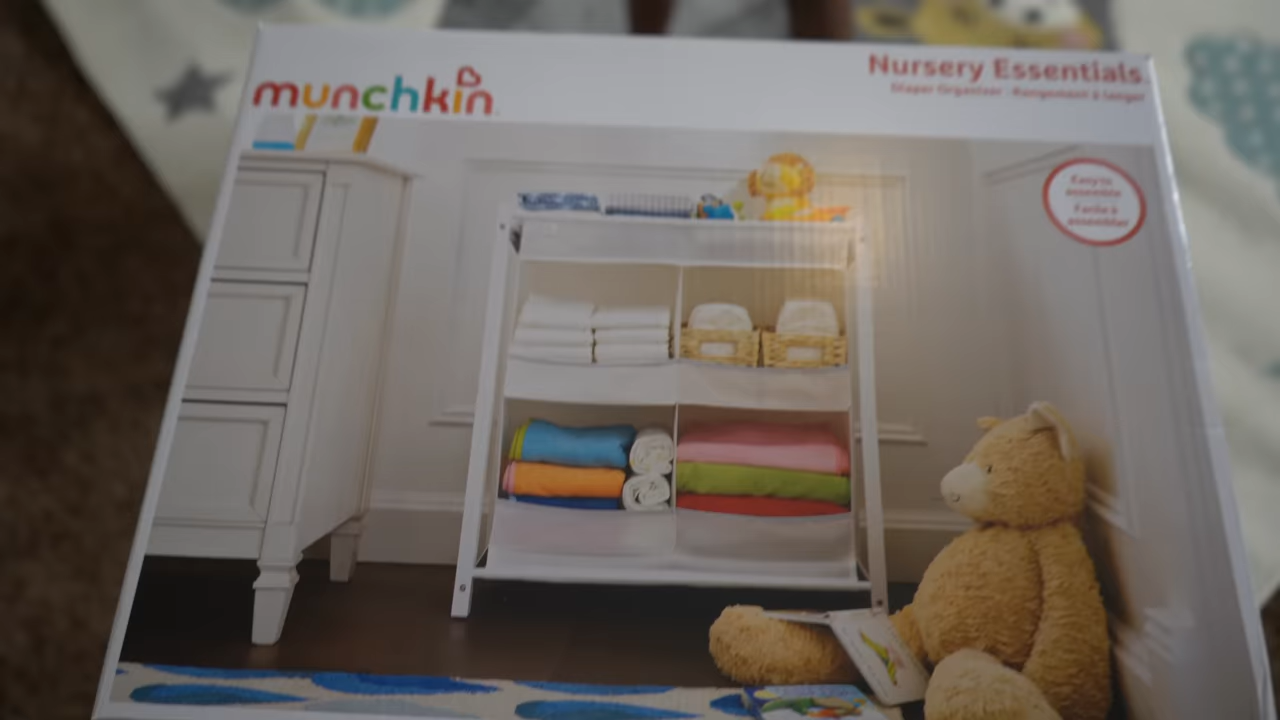 munchkin
Nursery Essentials
Diaper Organizer · Rangement à langer
Easy to
assemble
Facile à
assembler